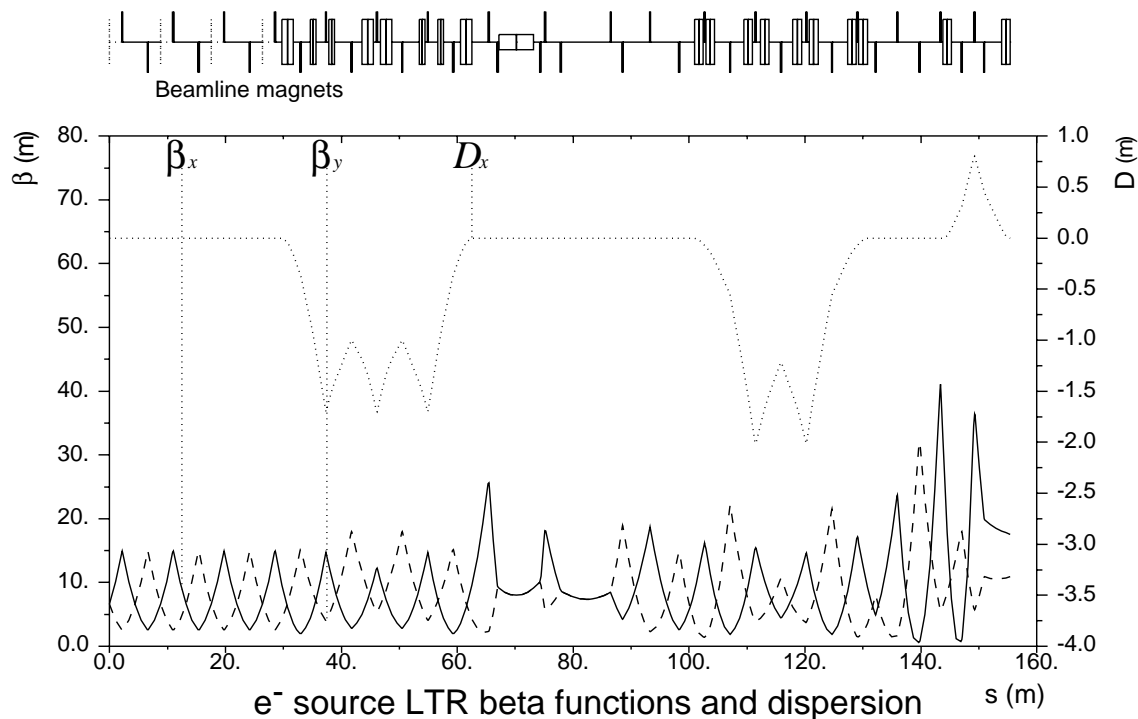 Beamline magnets
βx βy Dx
β (m)
80.
70.
60.
50.
40.
30.
20.
10.
0.0
D (m)
1.0
0.5
0.0
-0.5
-1.0
-1.5
-2.0
-2.5
-3.0
-3.5
-4.0
0.0 20. 40. 60. 80. 100. 120. 140. 160.
s (m)
e⁻ source LTR beta functions and dispersion